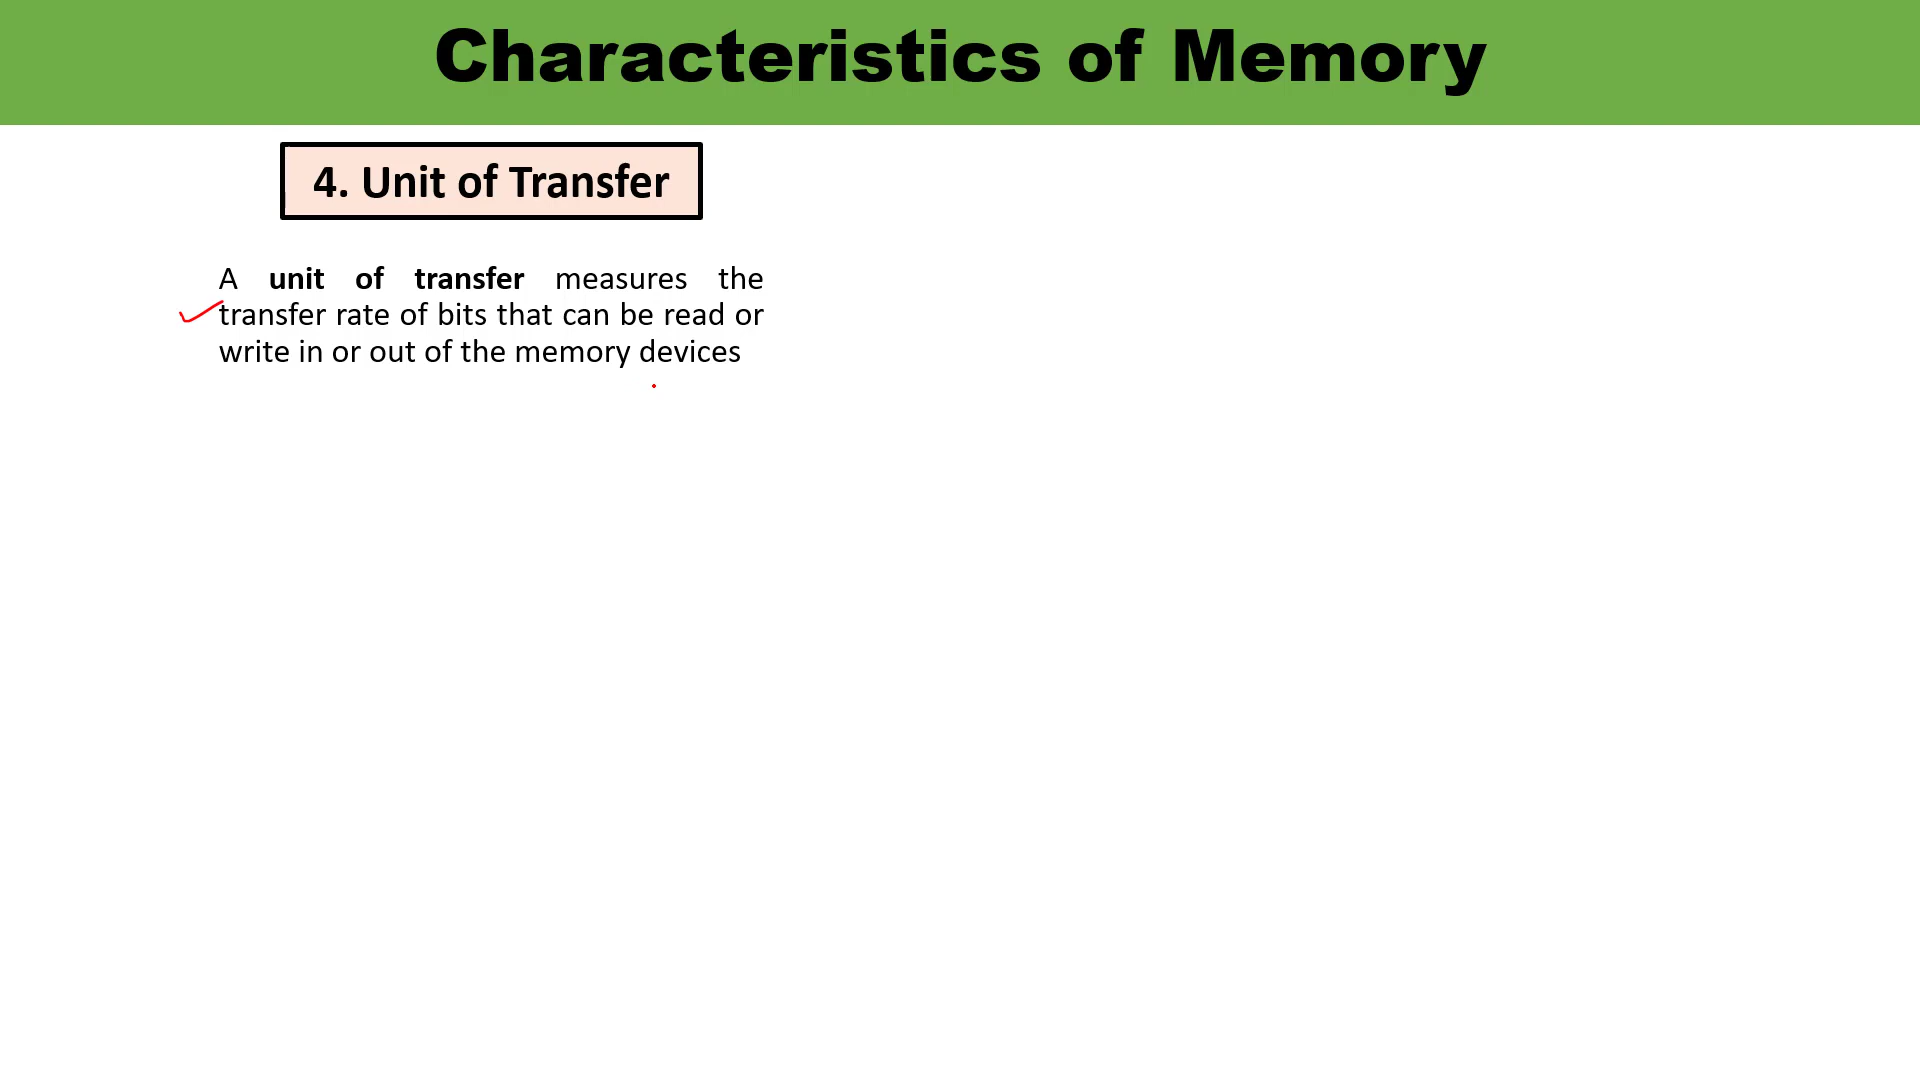 Characteristics of Memory
4. Unit of Transfer
A unit of transfer measures the
transfer rate of bits that can be read or
write in or out of the memory devices